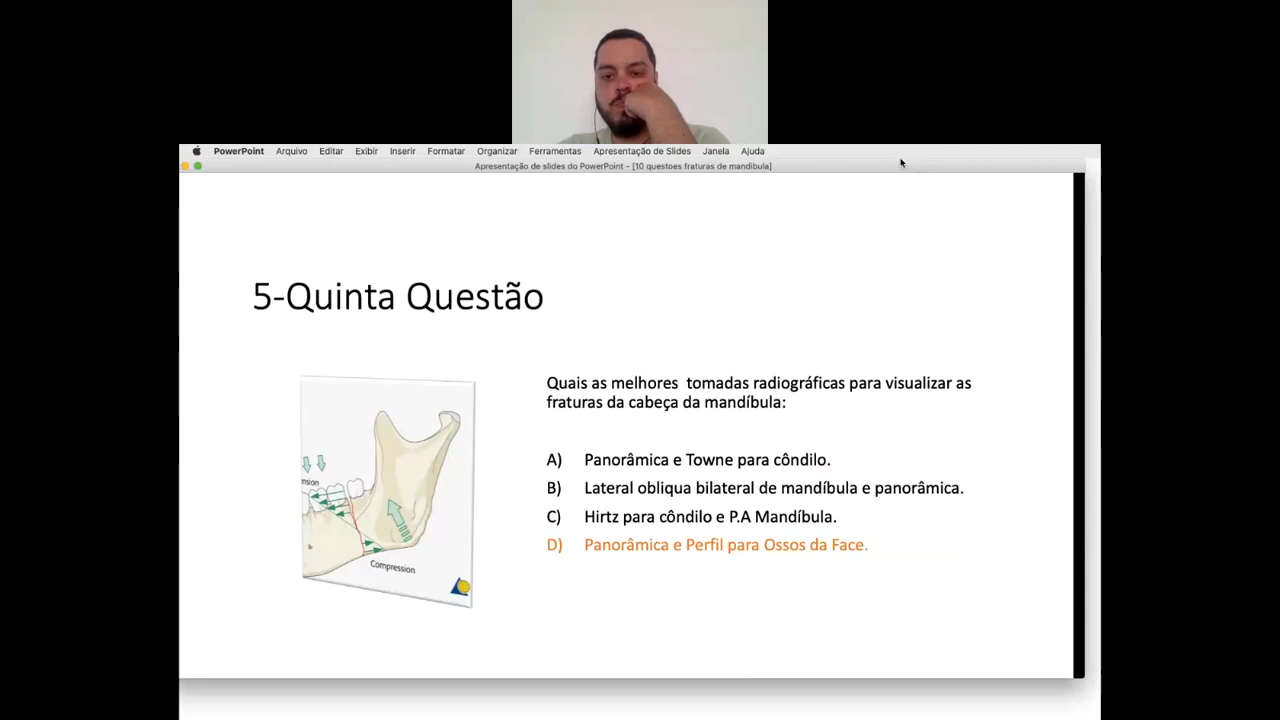 PowerPoint Arquivo Editar Exibir Inserir Formatar Organizar Ferramentas Apresentação de Slides Janela Ajuda
Apresentação de slides do PowerPoint - [10 questoes fraturas de mandibula]
5-Quinta Questão
Quais as melhores tomadas radiográficas para visualizar as
fraturas da cabeça da mandíbula:
A) Panorâmica e Towne para côndilo.
B) Lateral obliqua bilateral de mandíbula e panorâmica.
C) Hirtz para côndilo e P.A Mandíbula.
D) Panorâmica e Perfil para Ossos da Face.
nsion
Compression